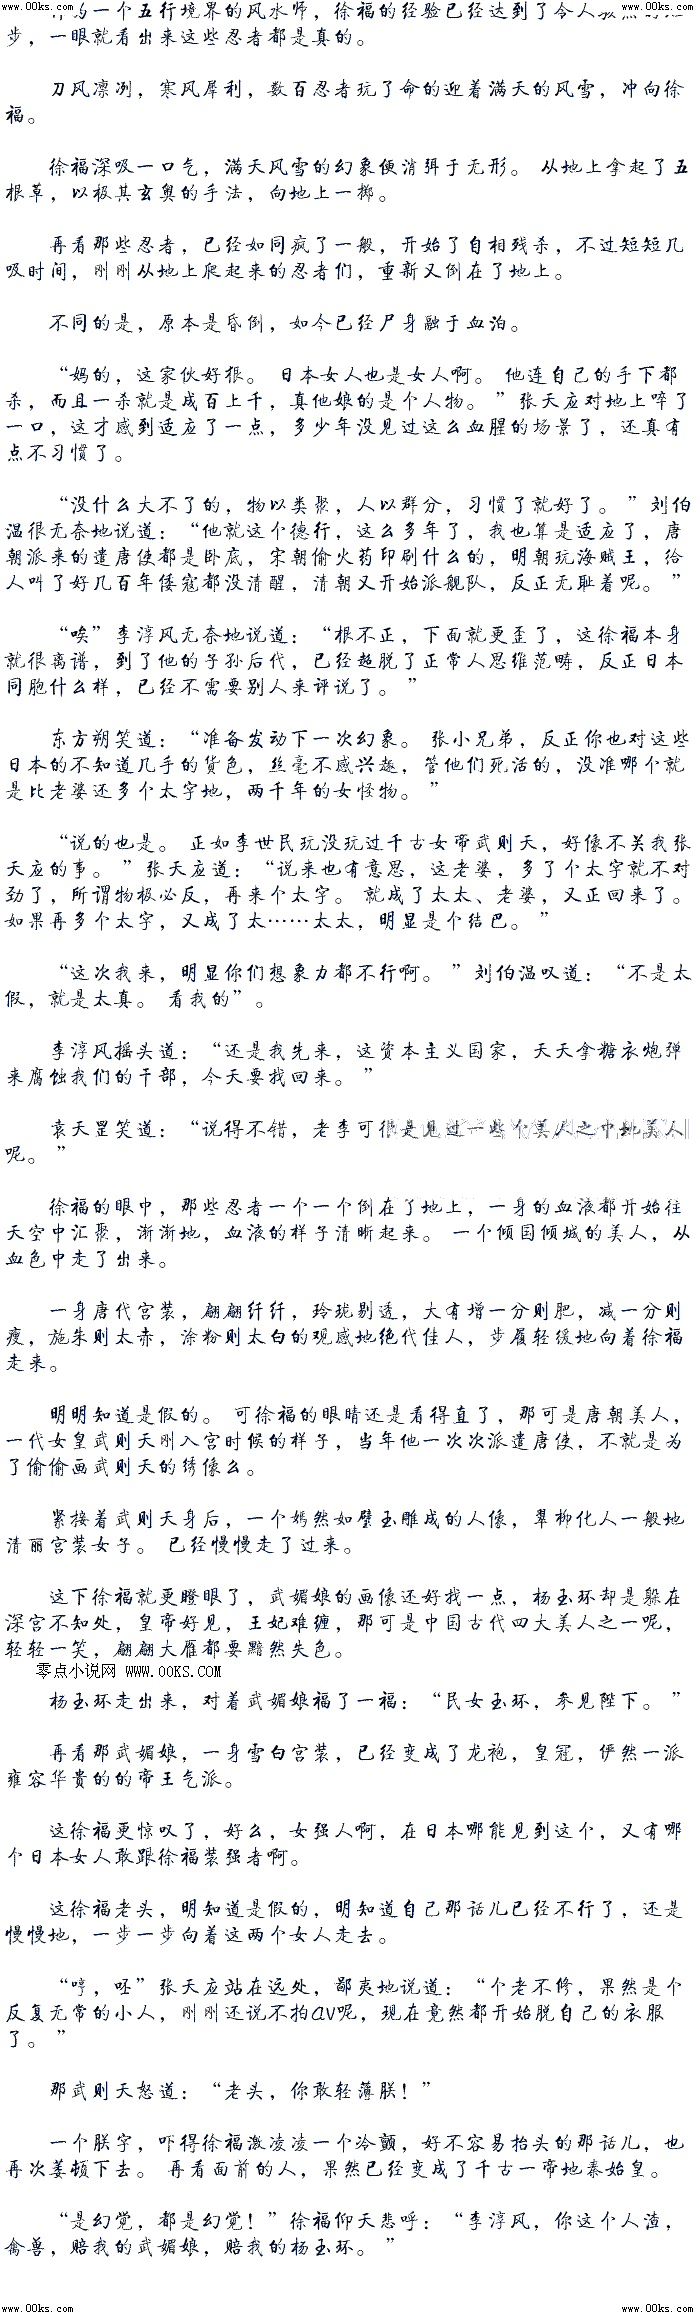 www.00ks.com www.00ks.com
一个五行境界的风水师，徐福的经验已经达到了令人
步，一眼就看出来这些忍者都是真的。
刀风凛冽，寒风犀利，数百忍者玩了命的迎着满天的风雪，冲向徐
福。
徐福深吸一口气，满天风雪的幻象便消弭于无形。 从地上拿起了五
根草，以极其玄奥的手法，向地上一掷。
再看那些忍者，已经如同疯了一般，开始了自相残杀，不过短短几
吸时间，刚刚从地上爬起来的忍者们，重新又倒在了地上。
不同的是，原本是昏倒，如今已经尸身融于血泊。
“妈的，这家伙好狠。 日本女人也是女人啊。 他连自己的手下都
杀，而且一杀就是成百上千，真他娘的是个人物。 ”张天应对地上啐了
一口，这才感到适应了一点，多少年没见过这么血腥的场景了，还真有
点不习惯了。
“没什么大不了的，物以类聚，人以群分，习惯了就好了。 ”刘伯
温很无奈地说道：“他就这个德行，这么多年了，我也算是适应了，唐
朝派来的遣唐使都是卧底，宋朝偷火药印刷什么的，明朝玩海贼王，给
人叫了好几百年倭寇都没清醒，清朝又开始派舰队，反正无耻着呢。 ”
“唉”李淳风无奈地说道：“根不正，下面就更歪了，这徐福本身
就很离谱，到了他的子孙后代，已经超脱了正常人思维范畴，反正日本
同胞什么样，已经不需要别人来评说了。 ”
东方朔笑道：“准备发动下一次幻象。 张小兄弟，反正你也对这些
日本的不知道几手的货色，丝毫不感兴趣，管他们死活的，没准哪个就
是比老婆还多个太字地，两千年的女怪物。 ”
“说的也是。 正如李世民玩没玩过千古女帝武则天，好像不关我张
天应的事。 ”张天应道：“说来也有意思，这老婆，多了个太字就不对
劲了，所谓物极必反，再来个太字。 就成了太太、老婆，又正回来了。
如果再多个太字，又成了太……太太，明显是个结巴。 ”
“这次我来，明显你们想象力都不行啊。 ”刘伯温叹道：“不是太
假，就是太真。 看我的”。
李淳风摇头道：“还是我先来，这资本主义国家，天天拿糖衣炮弹
来腐蚀我们的干部，今天要找回来。 ”
袁天罡笑道：“说得不错，老李可很是见过一些个美人之中地美人
呢。 ”
徐福的眼中，那些忍者一个一个倒在了地上，一身的血液都开始往
天空中汇聚，渐渐地，血液的样子清晰起来。 一个倾国倾城的美人，从
血色中走了出来。
一身唐代宫装，翩翩纤纤，玲珑剔透，大有增一分则肥，减一分则
瘦，施朱则太赤，涂粉则太白的观感地绝代佳人，步履轻缓地向着徐福
走来。
明明知道是假的。 可徐福的眼睛还是看得直了，那可是唐朝美人，
一代女皇武则天刚入宫时候的样子，当年他一次次派遣唐使，不就是为
了偷偷画武则天的绣像么。
紧接着武则天身后，一个嫣然如璧玉雕成的人像，翠柳化人一般地
清丽宫装女子。 已经慢慢走了过来。
这下徐福就更瞪眼了，武媚娘的画像还好找一点，杨玉环却是躲在
深宫不知处，皇帝好见，王妃难缠，那可是中国古代四大美人之一呢，
轻轻一笑，翩翩大雁都要黯然失色。
零点小说网 www.00KS.COM
杨玉环走出来，对着武媚娘福了一福：“民女玉环，参见陛下。 ”
再看那武媚娘，一身雪白宫装，已经变成了龙袍，皇冠，俨然一派
雍容华贵的的帝王气派。
这徐福更惊叹了，好么，女强人啊，在日本哪能见到这个，又有哪
个日本女人敢跟徐福装强者啊。
这徐福老头，明知道是假的，明知道自己那话儿已经不行了，还是
慢慢地，一步一步向着这两个女人走去。
“哼，呸”张天应站在远处，鄙夷地说道：“个老不修，果然是个
反复无常的小人，刚刚还说不拍av呢，现在竟然都开始脱自己的衣服
了。 ”
那武则天怒道：“老头，你敢轻薄朕！”
一个朕字，吓得徐福激凌凌一个冷颤，好不容易抬头的那话儿，也
再次萎顿下去。 再看面前的人，果然已经变成了千古一帝地秦始皇。
“是幻觉，都是幻觉！”徐福仰天悲呼：“李淳风，你这个人渣，
禽兽，赔我的武媚娘，赔我的杨玉环。 ”
www.00ks.com www.00ks.com